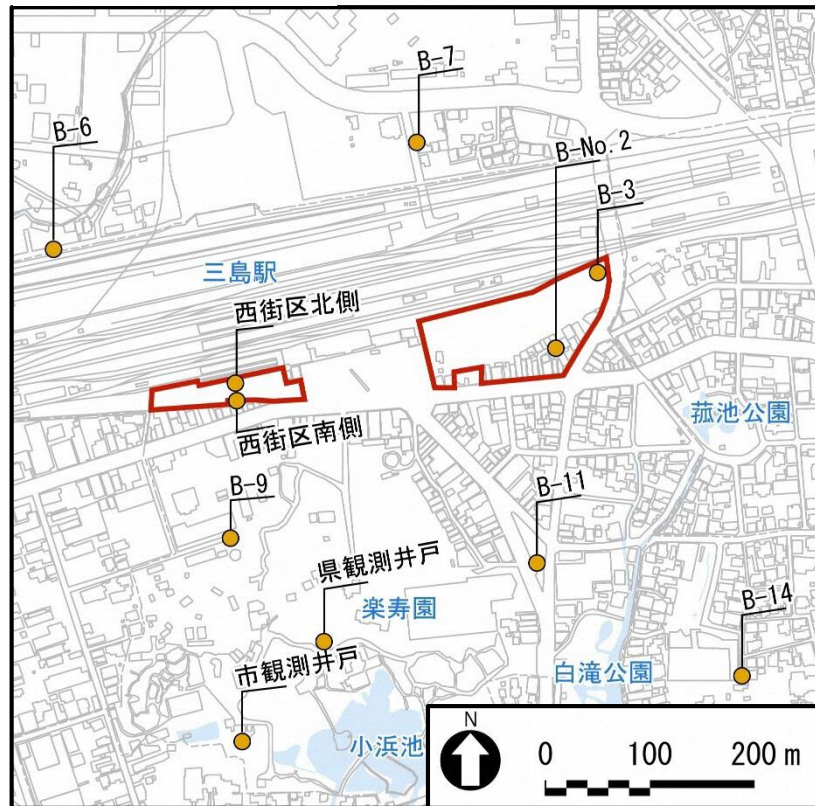 B-7
B-6
B-No.2
B-3
三島駅
西街区北側
菰池公園
西街区南側
B-9
B-11
県観測井戸
楽寿園
B-14
市観測井戸
白滝公園
小浜池
N
0 100 200 m